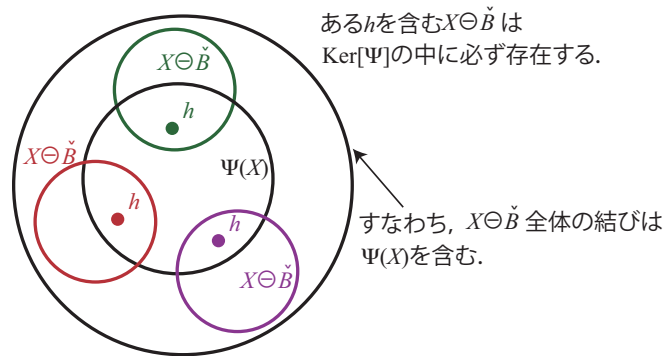 あるhを含むX⊖B̌ は
Ker[Ψ]の中に必ず存在する.
X⊖B̌
h
Ψ(X)
X⊖B̌
h
h
X⊖B̌
すなわち, X⊖B̌ 全体の結びは
Ψ(X)を含む.